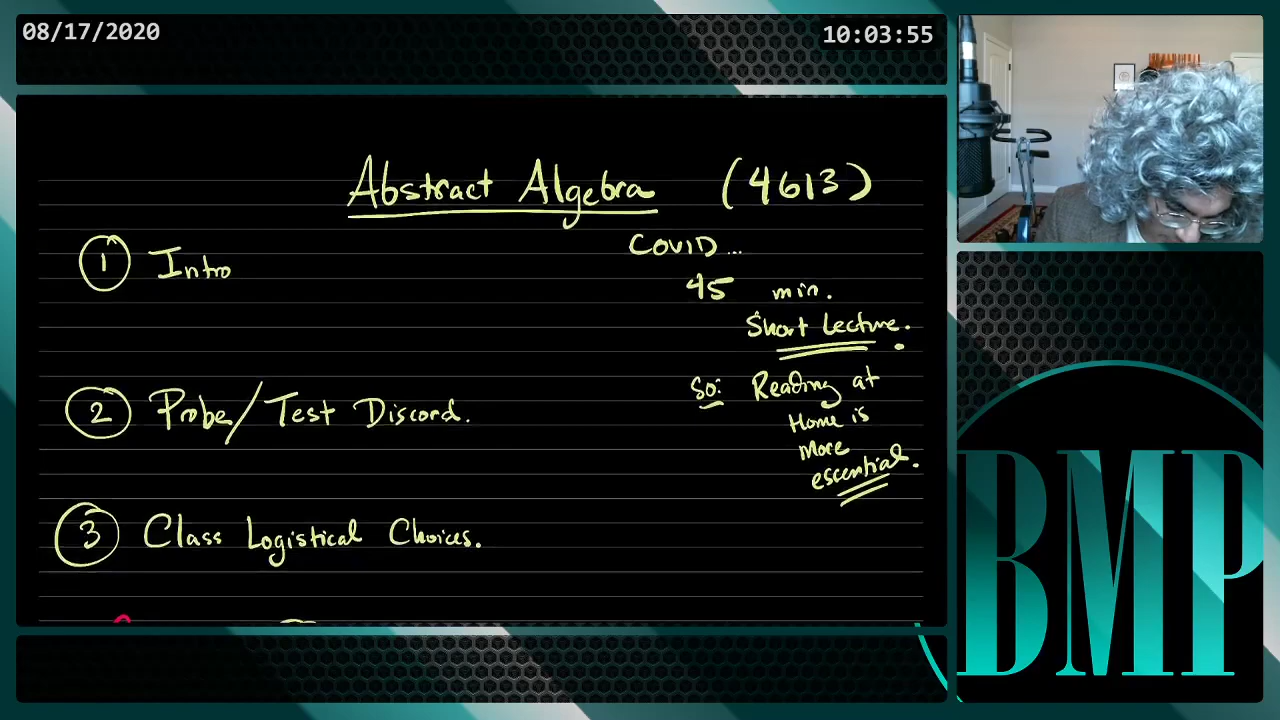 08/17/2020
10:03:55
Abstract Algebra (4613)
COVID...
1 Intro
45 min.
Short Lecture.
So: Reading at
Home is
More
essential.
2 Probe/Test Discord.
3 Class Logistical Choices.
BMP